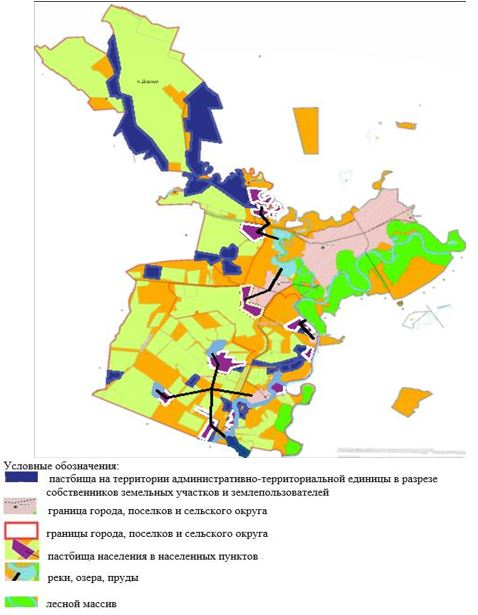 Условные обозначения:
пастбища на территории административно-территориальной единицы в разрезе
собственников земельных участков и землепользователей
граница города, поселков и сельского округа
границы города, поселков и сельского округа
пастбища населения в населенных пунктов
реки, озера, пруды
лесной массив